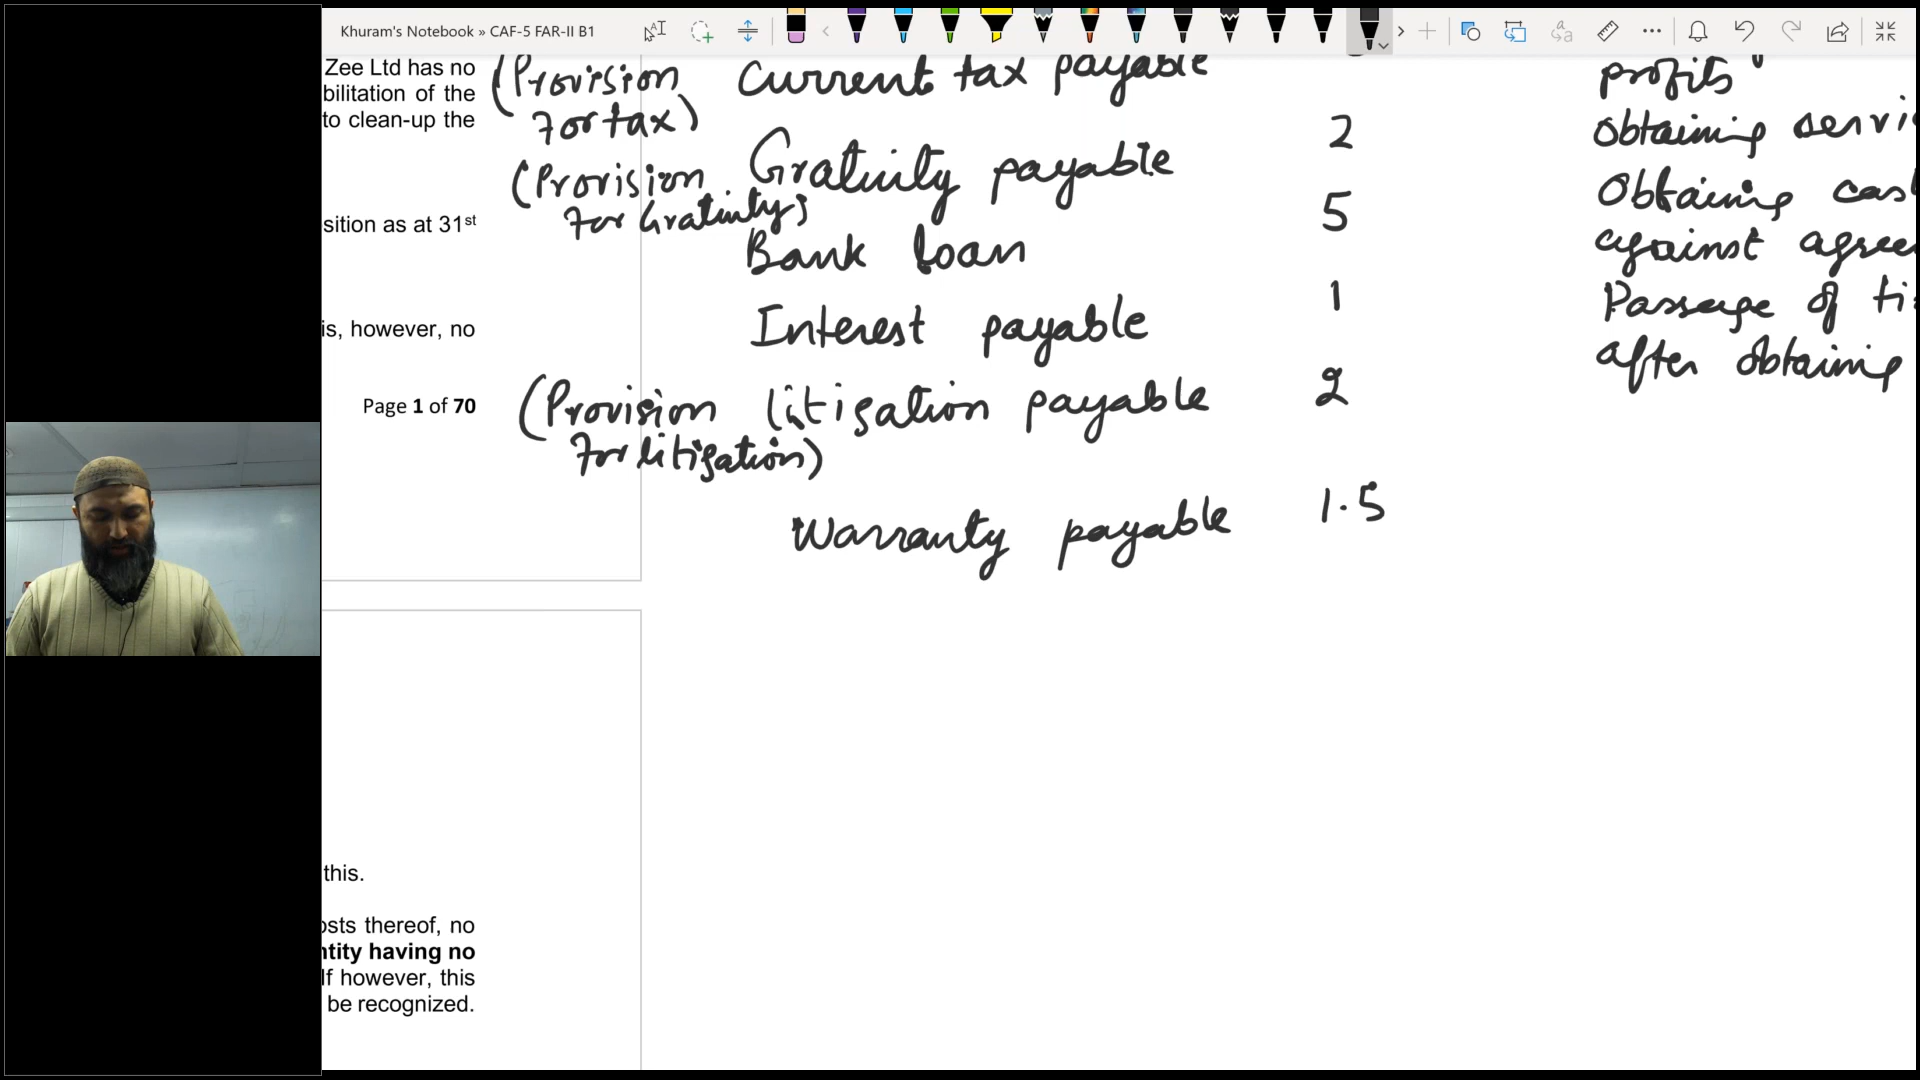 Khuram's Notebook » CAF-5 FAR-II B1
Zee Ltd has no
bilitation of the
to clean-up the
sition as at 31st
is, however, no
Page 1 of 70
this.
osts thereof, no
ntity having no
If however, this
be recognized.
(Provision Current tax payable
For tax)
(Provision Gratuity payable 2
For Gratuity)
Bank loan 5
Interest payable 1
(Provision litigation payable 2
For litigation)
Warranty payable 1.5
profits
Obtaining servi
Obtaining cas
against agree
Passage of ti
after obtaining